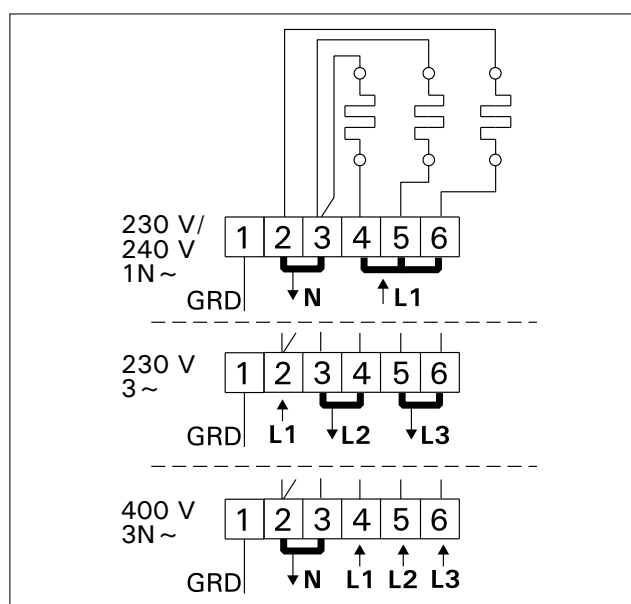 230 V/
240 V
1N~
1 2 3 4 5 6
GRD N L1
230 V
3~
1 2 3 4 5 6
GRD L1 L2 L3
400 V
3N~
1 2 3 4 5 6
GRD N L1 L2 L3